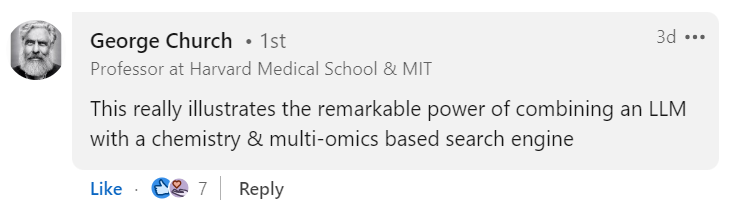 George Church • 1st
3d •••
Professor at Harvard Medical School & MIT
This really illustrates the remarkable power of combining an LLM
with a chemistry & multi-omics based search engine
Like · 7 Reply